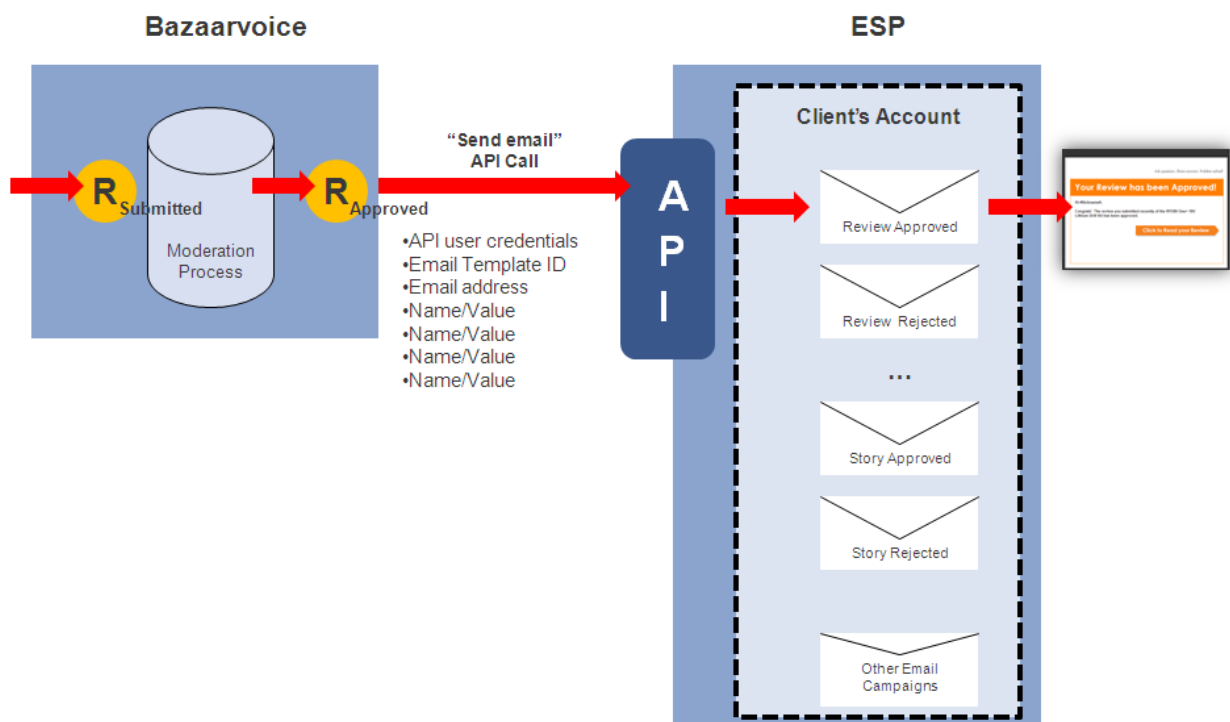 Bazaarvoice
ESP
R
Submitted
Moderation
Process
R
Approved
“Send email”
API Call
•API user credentials
•Email Template ID
•Email address
•Name/Value
•Name/Value
•Name/Value
•Name/Value
A
P
I
Client’s Account
Review Approved
Review Rejected
...
Story Approved
Story Rejected
Other Email
Campaigns
Your Review has been Approved!
Click to Read your Review